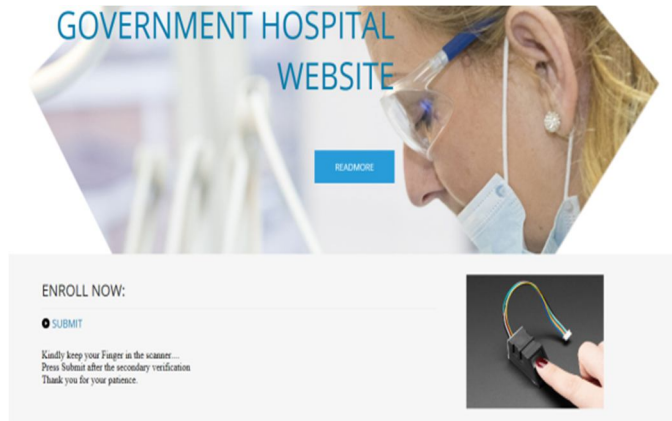 GOVERNMENT HOSPITAL
WEBSITE
READMORE
ENROLL NOW:
SUBMIT
Kindly keep your Finger in the scanner....
Press Submit after the secondary verification
Thank you for your patience.